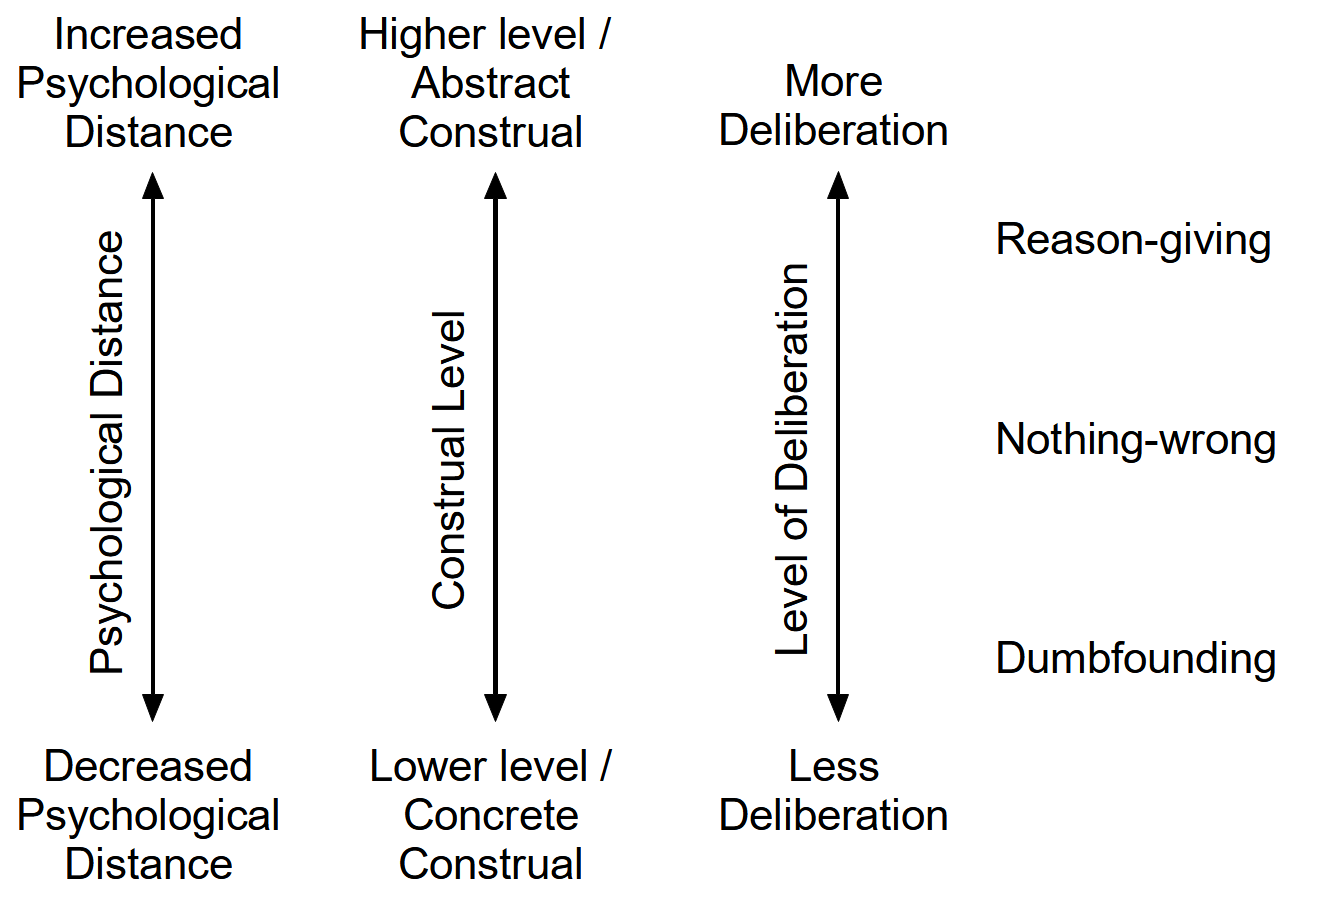 Increased
Psychological
Distance
Higher level /
Abstract
Construal
More
Deliberation
Psychological Distance
Construal Level
Level of Deliberation
Reason-giving
Nothing-wrong
Dumbfounding
Decreased
Psychological
Distance
Lower level /
Concrete
Construal
Less
Deliberation